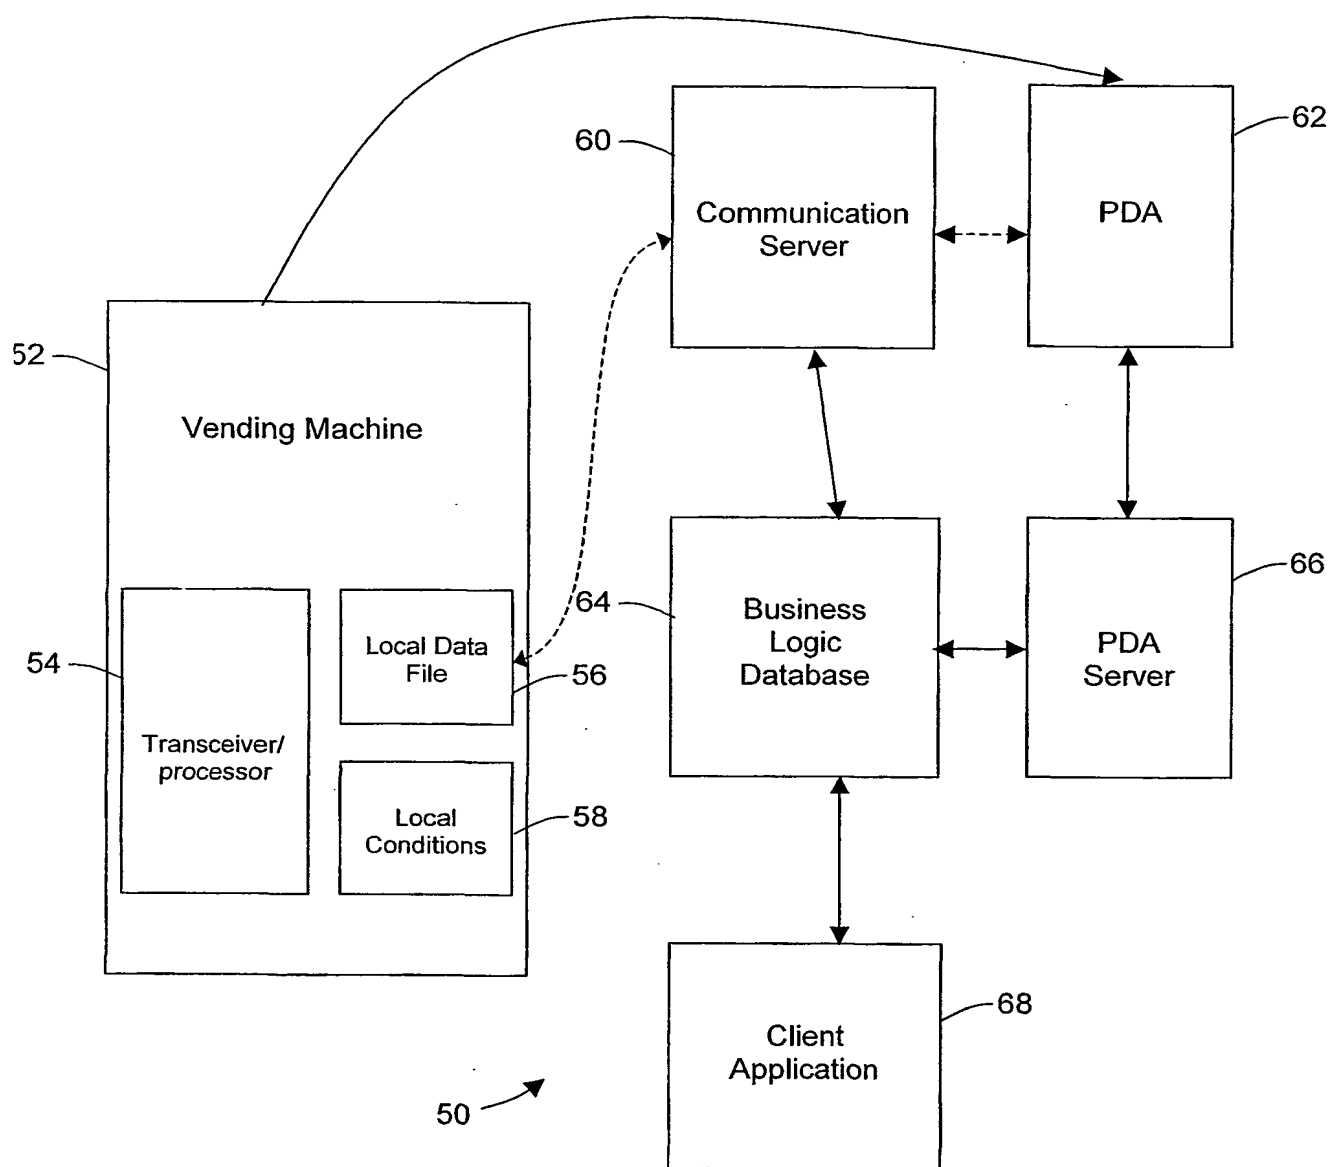 60
62
Communication
Server
PDA
52
Vending Machine
64
Business
Logic
Database
66
PDA
Server
54
Local Data
File
56
Transceiver/
processor
Local
Conditions
58
Client
Application
68
50